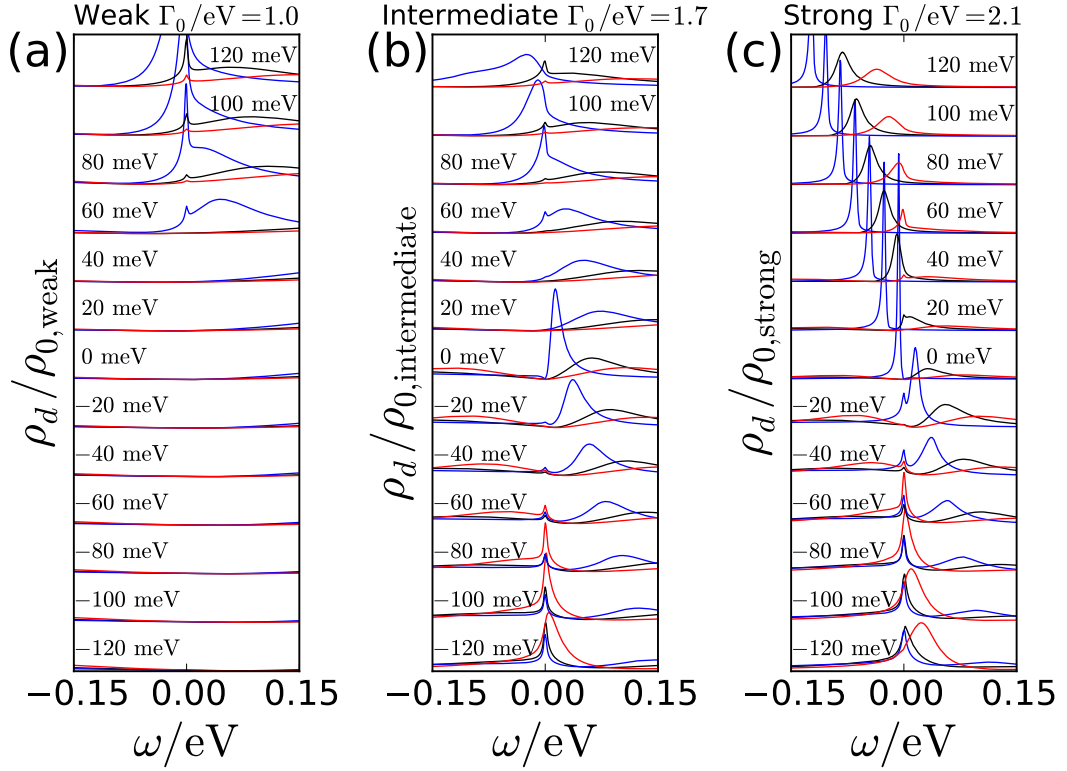 Weak Γ0/eV=1.0
(a)
120 meV
100 meV
80 meV
60 meV
40 meV
20 meV
0 meV
−20 meV
−40 meV
−60 meV
−80 meV
−100 meV
−120 meV
ρd/ρ0,weak
−0.15 0.00 0.15
ω/eV
Intermediate Γ0/eV=1.7
(b)
120 meV
100 meV
80 meV
60 meV
40 meV
20 meV
0 meV
−20 meV
−40 meV
−60 meV
−80 meV
−100 meV
−120 meV
ρd/ρ0,intermediate
−0.15 0.00 0.15
ω/eV
Strong Γ0/eV=2.1
(c)
120 meV
100 meV
80 meV
60 meV
40 meV
20 meV
0 meV
−20 meV
−40 meV
−60 meV
−80 meV
−100 meV
−120 meV
ρd/ρ0,strong
−0.15 0.00 0.15
ω/eV